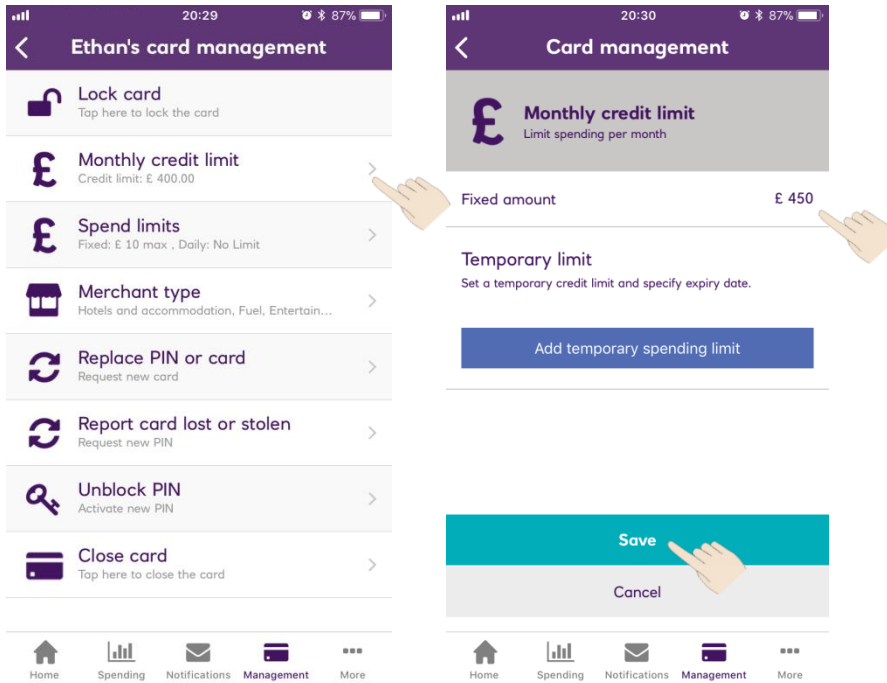 20:29
87%
Ethan's card management
Lock card
Tap here to lock the card
£
Monthly credit limit
Credit limit: £ 400.00
£
Spend limits
Fixed: £ 10 max , Daily: No Limit
Merchant type
Hotels and accommodation, Fuel, Entertain...
Replace PIN or card
Request new card
Report card lost or stolen
Request new PIN
Unblock PIN
Activate new PIN
Close card
Tap here to close the card
Home Spending Notifications Management More
20:30
87%
Card management
£
Monthly credit limit
Limit spending per month
Fixed amount £ 450
Temporary limit
Set a temporary credit limit and specify expiry date.
Add temporary spending limit
Save
Cancel
Home Spending Notifications Management More